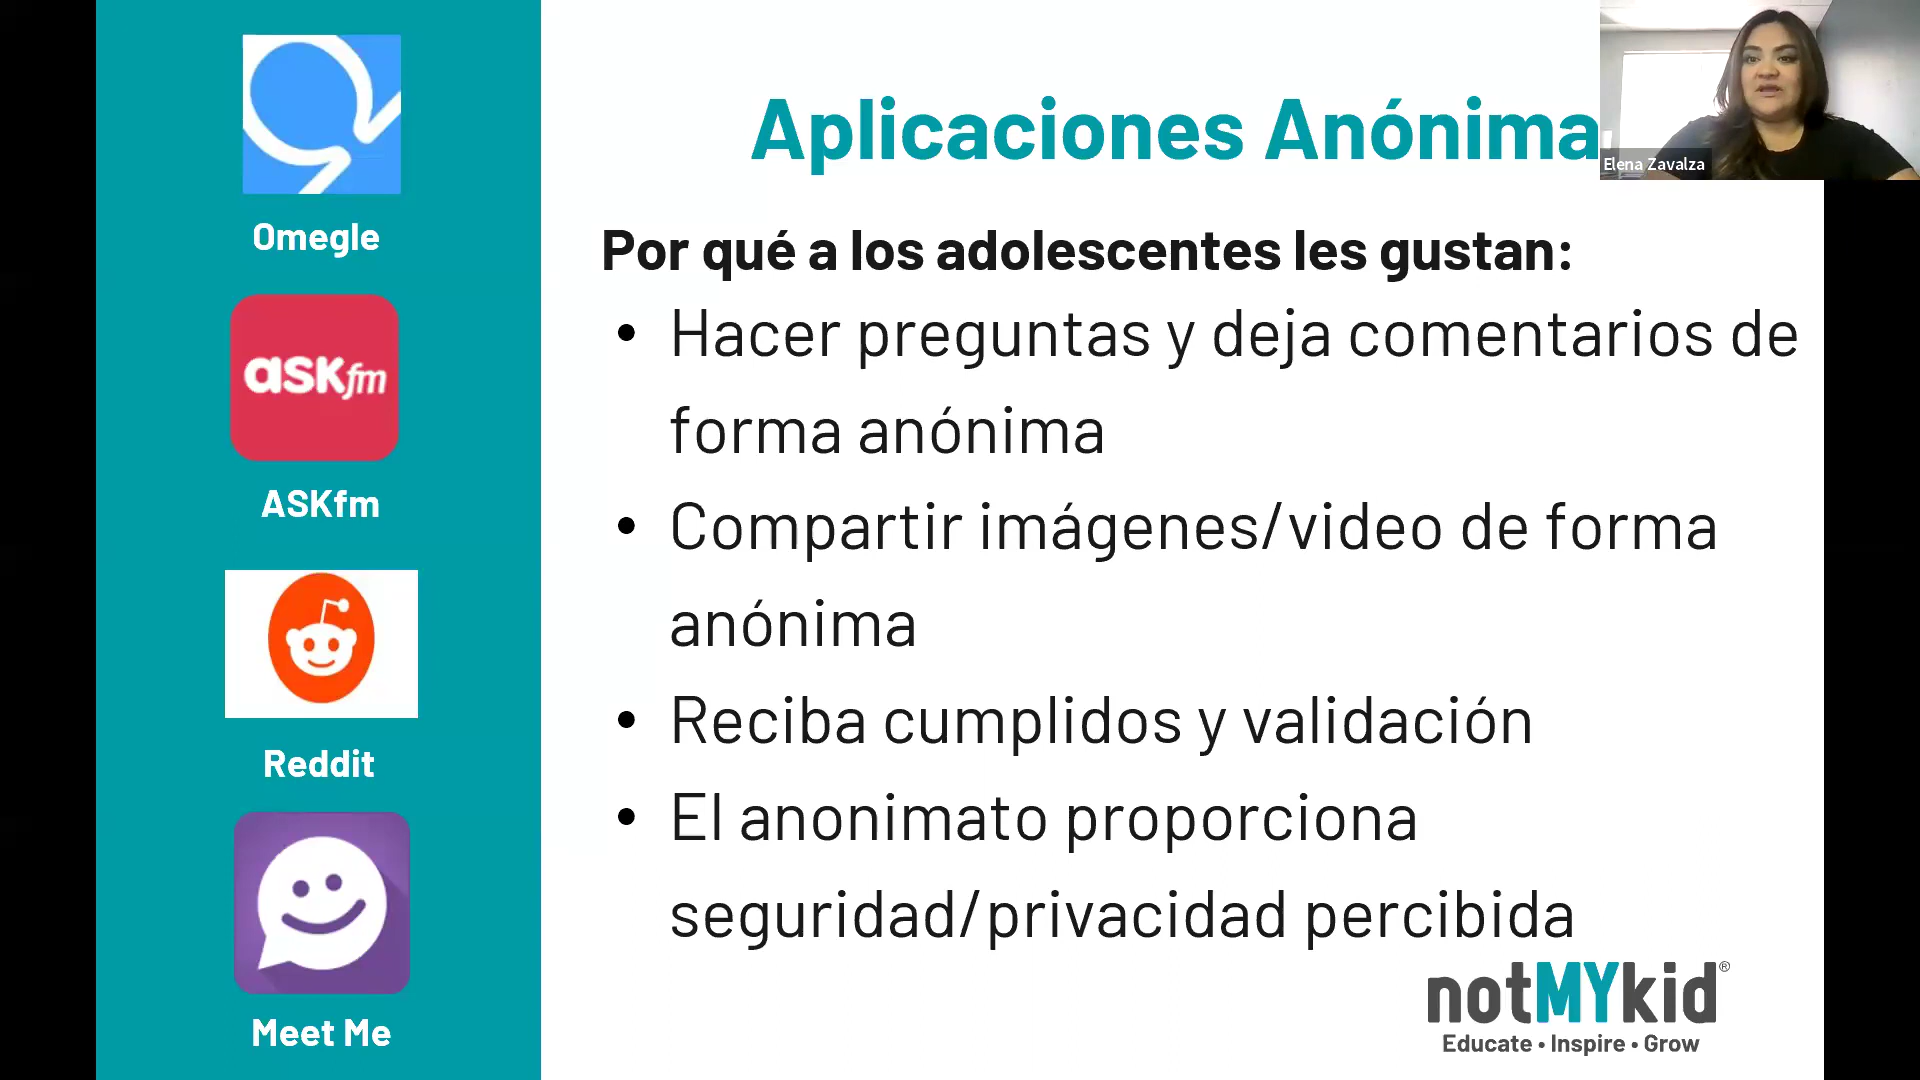 Omegle
ASKfm
ASKfm
Reddit
Meet Me
Aplicaciones Anónima
Elena Zavalza
Por qué a los adolescentes les gustan:
• Hacer preguntas y deja comentarios de
forma anónima
• Compartir imágenes/video de forma
anónima
• Reciba cumplidos y validación
• El anonimato proporciona
seguridad/privacidad percibida
notMYkid®
Educate • Inspire • Grow